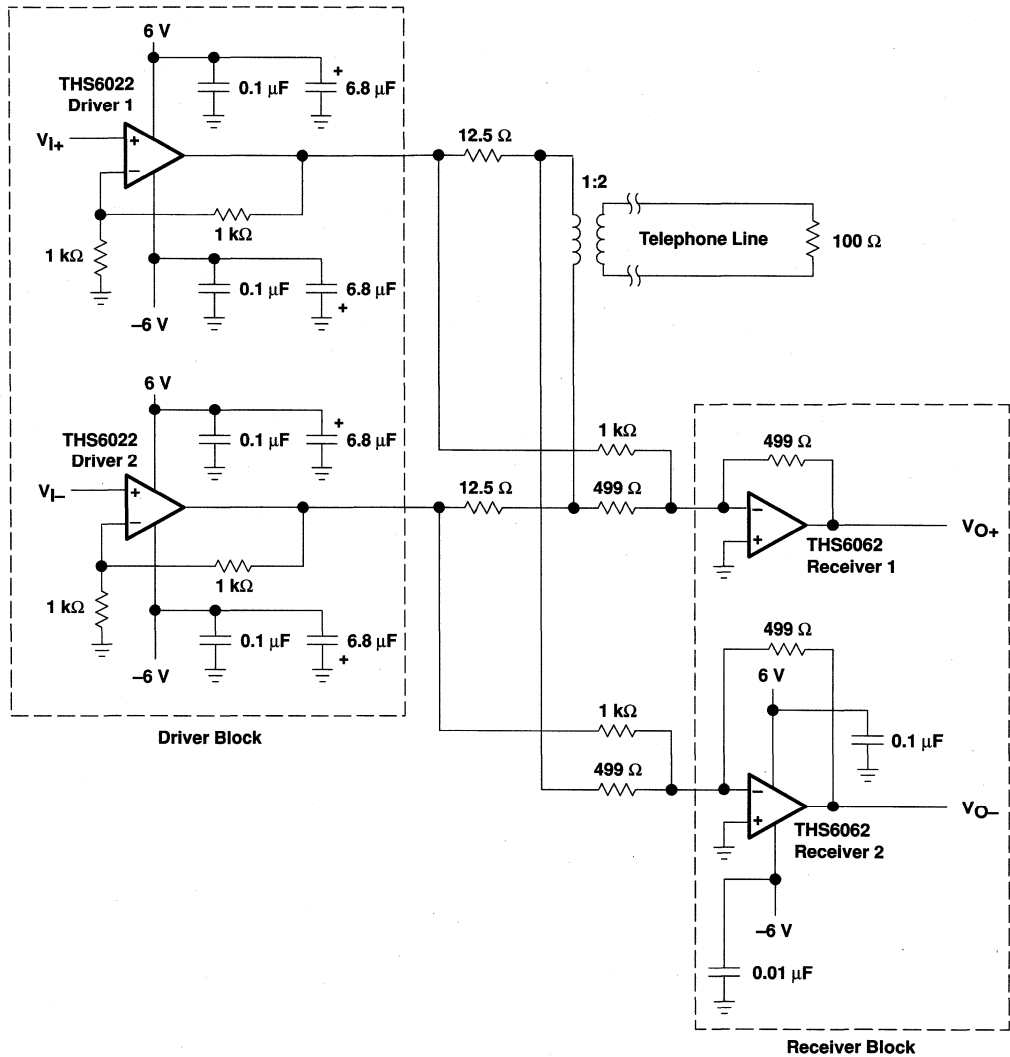 6 V
THS6022
Driver 1
0.1 µF
+
6.8 µF
V_I+
+
−
12.5 Ω
1:2
1 kΩ
1 kΩ
Telephone Line
100 Ω
0.1 µF
6.8 µF
+
–6 V
6 V
THS6022
Driver 2
0.1 µF
+
6.8 µF
V_I–
+
−
12.5 Ω
1 kΩ
499 Ω
499 Ω
−
+
V_O+
THS6062
Receiver 1
1 kΩ
1 kΩ
0.1 µF
6.8 µF
+
–6 V
Driver Block
499 Ω
6 V
1 kΩ
0.1 µF
499 Ω
−
+
V_O–
THS6062
Receiver 2
–6 V
0.01 µF
Receiver Block